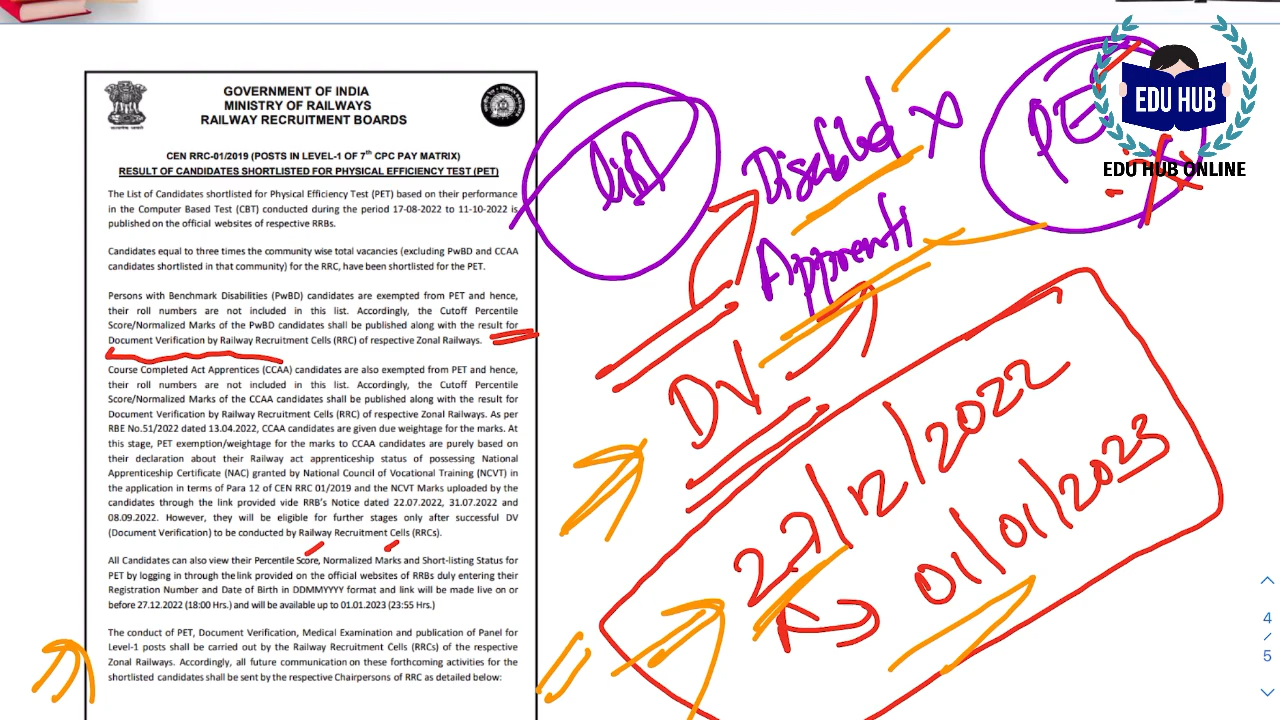 GOVERNMENT OF INDIA
MINISTRY OF RAILWAYS
RAILWAY RECRUITMENT BOARDS
CEN RRC-01/2019 (POSTS IN LEVEL-1 OF 7th CPC PAY MATRIX)
RESULT OF CANDIDATES SHORTLISTED FOR PHYSICAL EFFICIENCY TEST (PET)
The List of Candidates shortlisted for Physical Efficiency Test (PET) based on their performance
in the Computer Based Test (CBT) conducted during the period 17-08-2022 to 11-10-2022 is
published on the official websites of respective RRBs.
Candidates equal to three times the community wise total vacancies (excluding PwBD and CCAA
candidates shortlisted in that community) for the RRC, have been shortlisted for the PET.
Persons with Benchmark Disabilities (PwBD) candidates are exempted from PET and hence,
their roll numbers are not included in this list. Accordingly, the Cutoff Percentile
Score/Normalized Marks of the PwBD candidates shall be published along with the result for
Document Verification by Railway Recruitment Cells (RRC) of respective Zonal Railways.
Course Completed Act Apprentices (CCAA) candidates are also exempted from PET and hence,
their roll numbers are not included in this list. Accordingly, the Cutoff Percentile
Score/Normalized Marks of the CCAA candidates shall be published along with the result for
Document Verification by Railway Recruitment Cells (RRC) of respective Zonal Railways. As per
RBE No.51/2022 dated 13.04.2022, CCAA candidates are given due weightage for the marks. At
this stage, PET exemption/weightage for the marks to CCAA candidates are purely based on
their declaration about their Railway act apprenticeship status of possessing National
Apprenticeship Certificate (NAC) granted by National Council of Vocational Training (NCVT) in
the application in terms of Para 12 of CEN RRC 01/2019 and the NCVT Marks uploaded by the
candidates through the link provided vide RRB's Notice dated 22.07.2022, 31.07.2022 and
08.09.2022. However, they will be eligible for further stages only after successful DV
(Document Verification) to be conducted by Railway Recruitment Cells (RRCs).
All Candidates can also view their Percentile Score, Normalized Marks and Short-listing Status for
PET by logging in through the link provided on the official websites of RRBs duly entering their
Registration Number and Date of Birth in DDMMYYYY format and link will be made live on or
before 27.12.2022 (18:00 Hrs.) and will be available up to 01.01.2023 (23:55 Hrs.)
The conduct of PET, Document Verification, Medical Examination and publication of Panel for
Level-1 posts shall be carried out by the Railway Recruitment Cells (RRCs) of the respective
Zonal Railways. Accordingly, all future communication on these forthcoming activities for the
shortlisted candidates shall be sent by the respective Chairpersons of RRC as detailed below:
Disabled X
Apprenti
DV
27/12/2022
01/01/2023
PE
EDU HUB
EDU HUB ONLINE
4
/
5